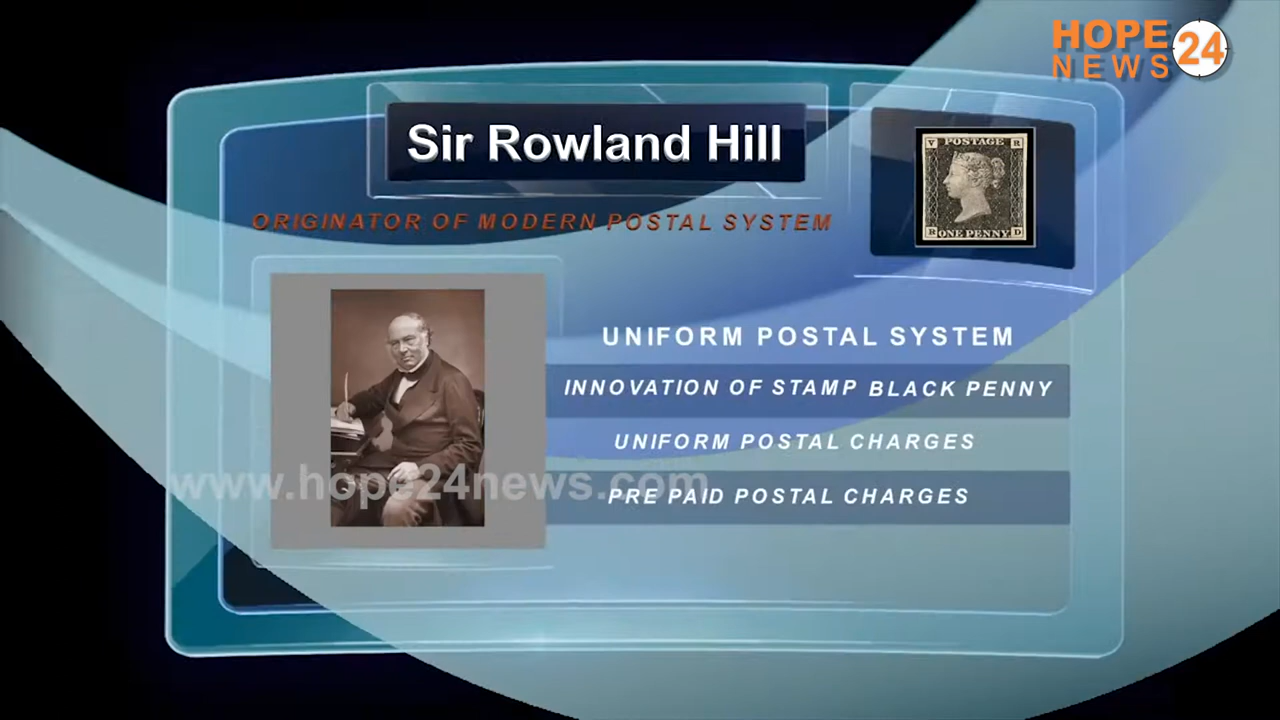 HOPE
NEWS
24
Sir Rowland Hill
ORIGINATOR OF MODERN POSTAL SYSTEM
V POSTAGE R
R ONE PENNY D
UNIFORM POSTAL SYSTEM
INNOVATION OF STAMP BLACK PENNY
UNIFORM POSTAL CHARGES
www.hope24news.com
PRE PAID POSTAL CHARGES